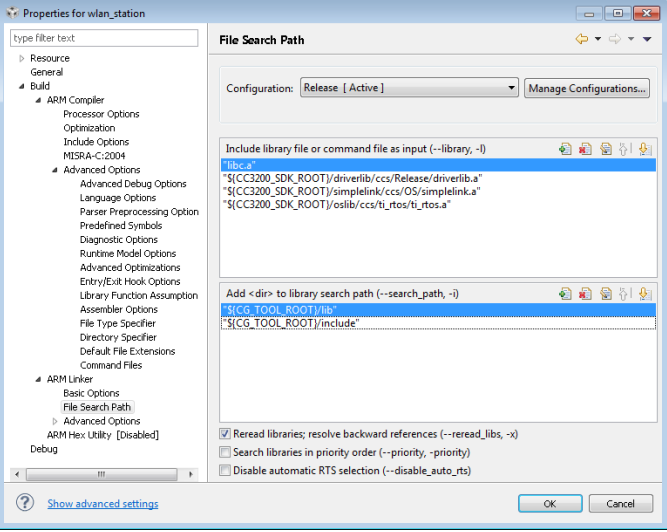 Properties for wlan_station
type filter text
File Search Path
Resource
General
Build
ARM Compiler
Processor Options
Optimization
Include Options
MISRA-C:2004
Advanced Options
Advanced Debug Options
Language Options
Parser Preprocessing Option
Predefined Symbols
Diagnostic Options
Runtime Model Options
Advanced Optimizations
Entry/Exit Hook Options
Library Function Assumption
Assembler Options
File Type Specifier
Directory Specifier
Default File Extensions
Command Files
ARM Linker
Basic Options
File Search Path
Advanced Options
ARM Hex Utility [Disabled]
Debug
Configuration: Release [ Active ] Manage Configurations...
Include library file or command file as input (--library, -l)
"libc.a"
"${CC3200_SDK_ROOT}/driverlib/ccs/Release/driverlib.a"
"${CC3200_SDK_ROOT}/simplelink/ccs/OS/simplelink.a"
"${CC3200_SDK_ROOT}/oslib/ccs/ti_rtos/ti_rtos.a"
Add <dir> to library search path (--search_path, -i)
"${CG_TOOL_ROOT}/lib"
"${CG_TOOL_ROOT}/include"
Reread libraries; resolve backward references (--reread_libs, -x)
Search libraries in priority order (--priority, -priority)
Disable automatic RTS selection (--disable_auto_rts)
Show advanced settings
OK
Cancel